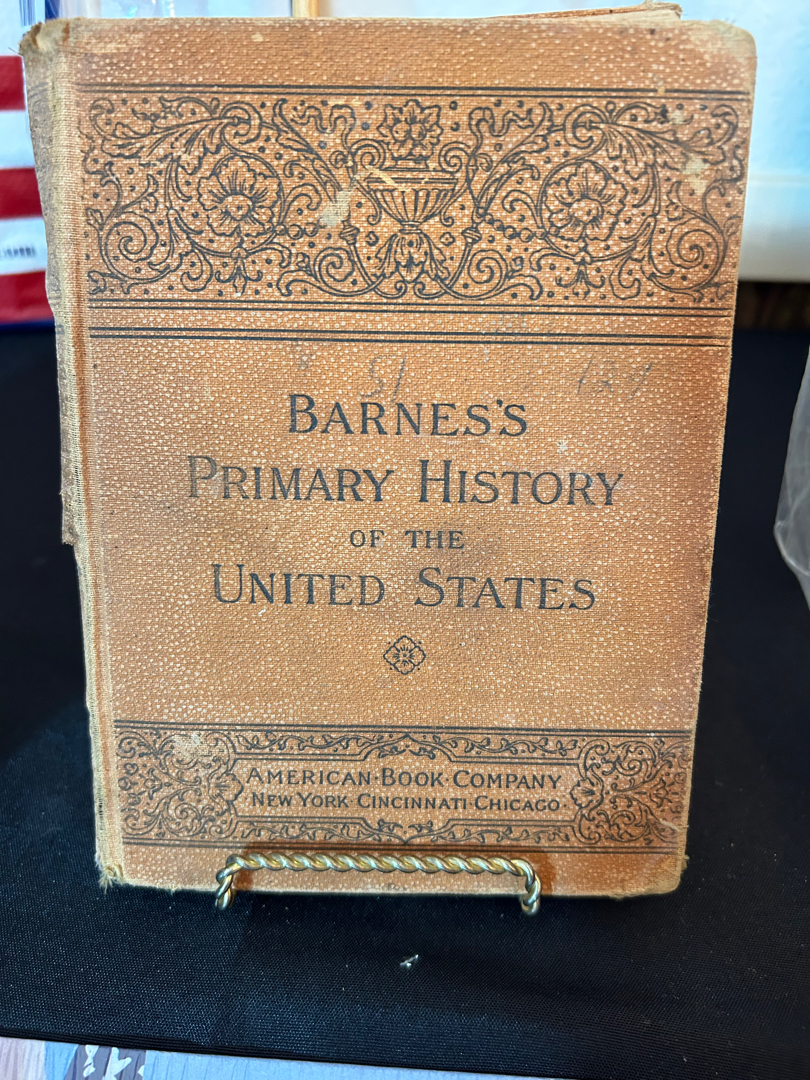 BARNES'S
PRIMARY HISTORY
OF THE
UNITED STATES
AMERICAN·BOOK·COMPANY
NEW YORK·CINCINNATI·CHICAGO·